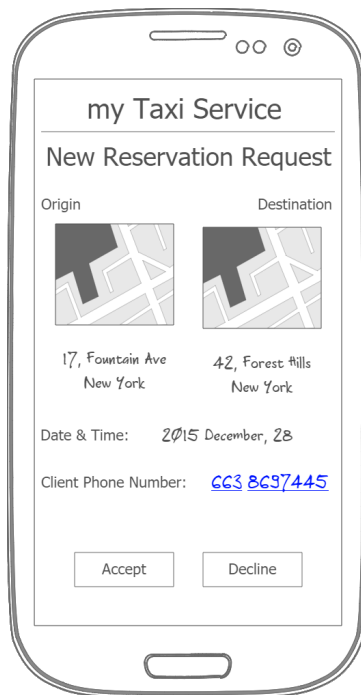 my Taxi Service
New Reservation Request
Origin
Destination
17, Fountain Ave
New York
42, Forest Hills
New York
Date & Time: 2015 December, 28
Client Phone Number: 663 8697445
Accept
Decline